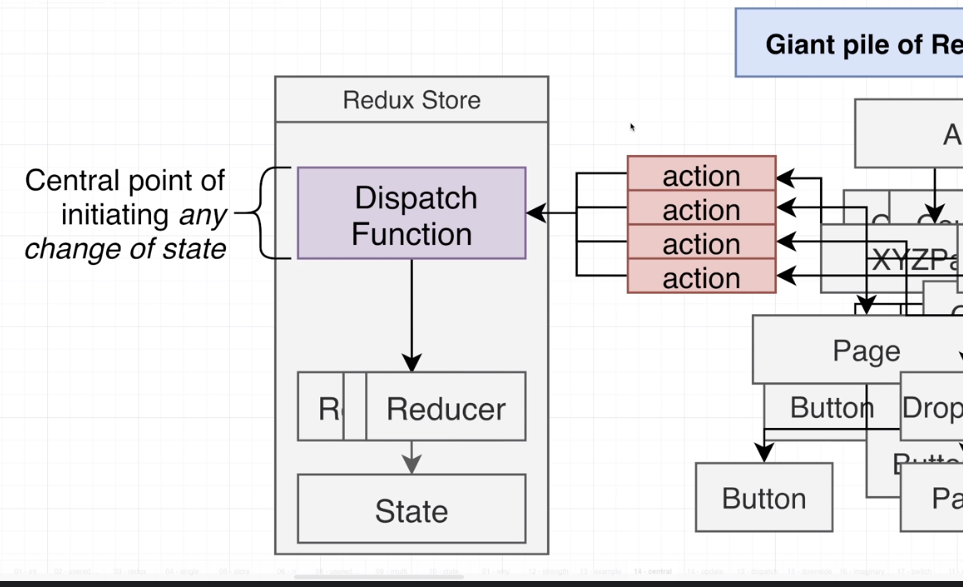 Giant pile of Re
Redux Store
A
Central point of
initiating any
change of state
Dispatch
Function
action
action
action
action
XYZPa
Page
Reducer
Button
Drop
State
Button
Pa